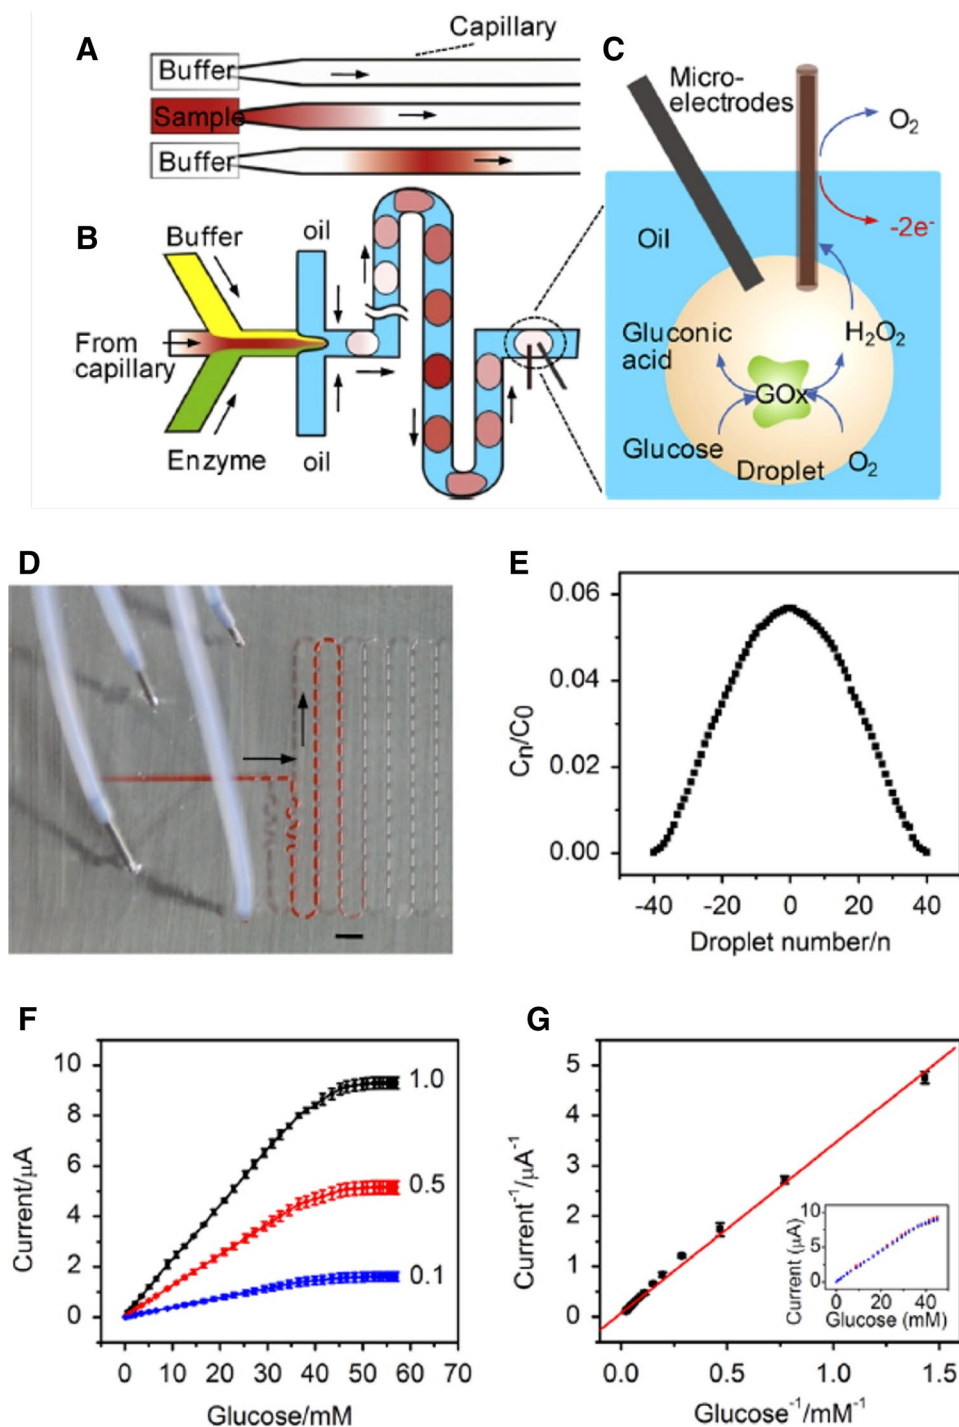 A
Capillary
Buffer
Sample
Buffer
B
Buffer
oil
From
capillary
Enzyme
oil
C
Micro-
electrodes
O₂
-2e⁻
Oil
Gluconic
acid
H₂O₂
GOx
Glucose
Droplet
O₂
D
E
0.06
0.04
0.02
0.00
Cn/C0
-40 -20 0 20 40
Droplet number/n
F
10
8
6
4
2
0
Current/μA
1.0
0.5
0.1
0 10 20 30 40 50 60 70
Glucose/mM
G
5
4
3
2
1
0
Current⁻¹/μA⁻¹
0.0 0.5 1.0 1.5
Glucose⁻¹/mM⁻¹
10
5
0
Current (μA)
0 20 40
Glucose (mM)